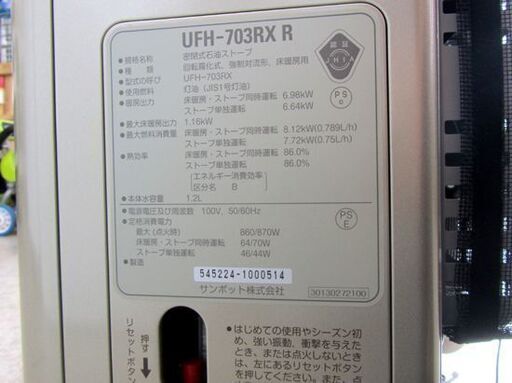 UFH-703RX R
●規格名称 密閉式石油ストーブ
●種類 回転霧化式、強制対流形、床暖房用
●型式の呼び UFH-703RX
●使用燃料 灯油 (JIS1号灯油)
●暖房出力 床暖房・ストーブ同時運転 6.98kW
ストーブ単独運転 6.64kW
●最大床暖房出力 1.16kW
●最大燃料消費量 床暖房・ストーブ同時運転 8.12kW(0.789L/h)
ストーブ単独運転 7.72kW(0.75L/h)
●熱効率 床暖房・ストーブ同時運転 86.0%
ストーブ単独運転 86.0%
[エネルギー消費効率]
区分名 B
●本体水容量 1.2L
●電源電圧及び周波数 100V, 50/60Hz
●定格消費電力
最大 (点火時) 860/870W
床暖房・ストーブ同時運転 64/70W
ストーブ単独運転 46/44W
●製造
545224-1000514
サンポット株式会社
30130272100
認証
JHIA
PS
PS
E
押す
リセットボタン
●はじめての使用やシーズン初
め、強い振動、衝撃を与えた
とき、または点火しないとき
は、左にあるリセットボタン
を押してください。